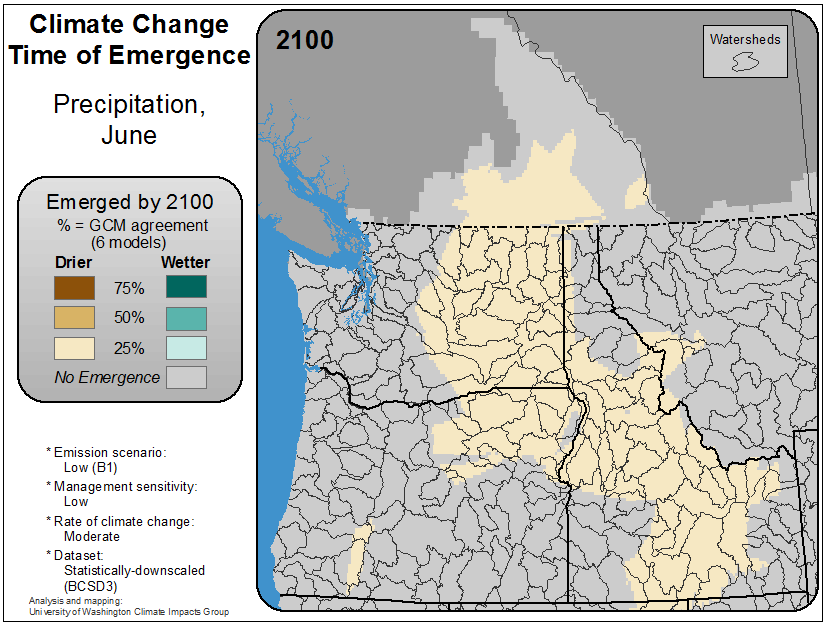 Climate Change
Time of Emergence
Precipitation,
June
Emerged by 2100
% = GCM agreement
(6 models)
Drier Wetter
75%
50%
25%
No Emergence
* Emission scenario:
Low (B1)
* Management sensitivity:
Low
* Rate of climate change:
Moderate
* Dataset:
Statistically-downscaled
(BCSD3)
Analysis and mapping:
University of Washington Climate Impacts Group
2100
Watersheds